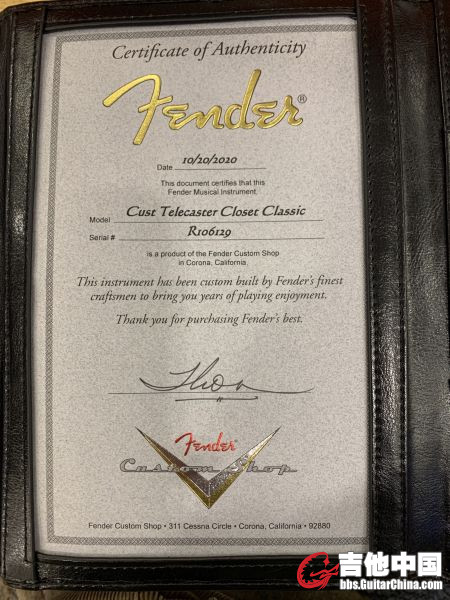 Certificate of Authenticity
Fender®
Date 10/20/2020
This document certifies that this
Fender Musical Instrument.
Model Cust Telecaster Closet Classic
Serial # R106129
is a product of the Fender Custom Shop
in Corona, California.
This instrument has been custom built by Fender's finest
craftsmen to bring you years of playing enjoyment.
Thank you for purchasing Fender's best.
Fender
Custom Shop
Fender Custom Shop • 311 Cessna Circle • Corona, California • 92880
吉他中国
bbs.GuitarChina.com